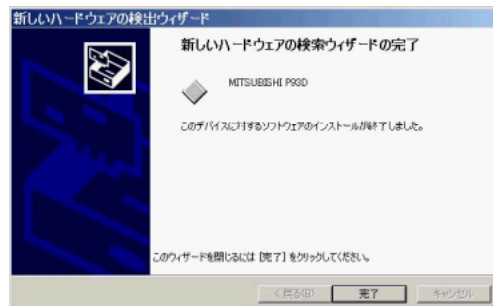 新しいハードウェアの検出ウィザード
新しいハードウェアの検索ウィザードの完了
MITSUBISHI P93D
このデバイスに対するソフトウェアのインストールが終了しました。
このウィザードを閉じるには [完了] をクリックしてください。
< 戻る(B)
完了
キャンセル